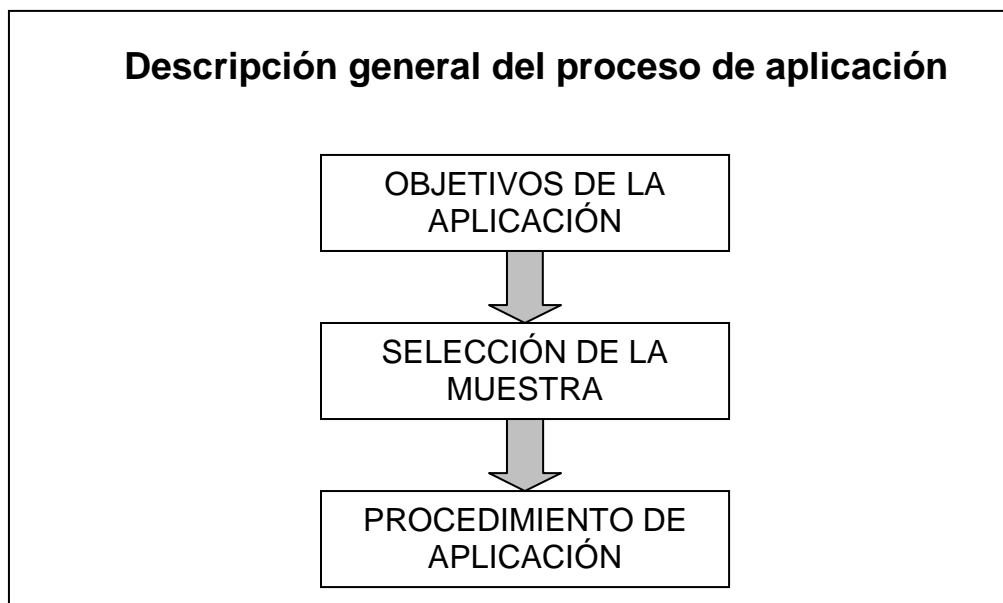 Descripción general del proceso de aplicación
OBJETIVOS DE LA
APLICACIÓN
SELECCIÓN DE LA
MUESTRA
PROCEDIMIENTO DE
APLICACIÓN